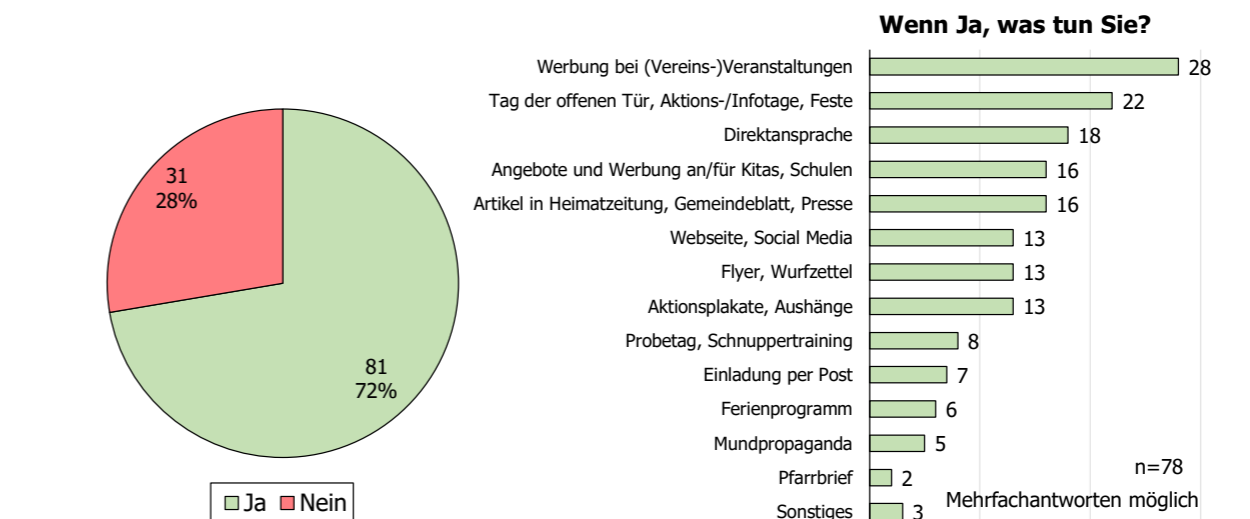 31
28%
81
72%
Ja Nein
Wenn Ja, was tun Sie?
Werbung bei (Vereins-)Veranstaltungen 28
Tag der offenen Tür, Aktions-/Infotage, Feste 22
Direktansprache 18
Angebote und Werbung an/für Kitas, Schulen 16
Artikel in Heimatzeitung, Gemeindeblatt, Presse 16
Webseite, Social Media 13
Flyer, Wurfzettel 13
Aktionsplakate, Aushänge 13
Probetag, Schnuppertraining 8
Einladung per Post 7
Ferienprogramm 6
Mundpropaganda 5
Pfarrbrief 2
Sonstiges 3
n=78
Mehrfachantworten möglich